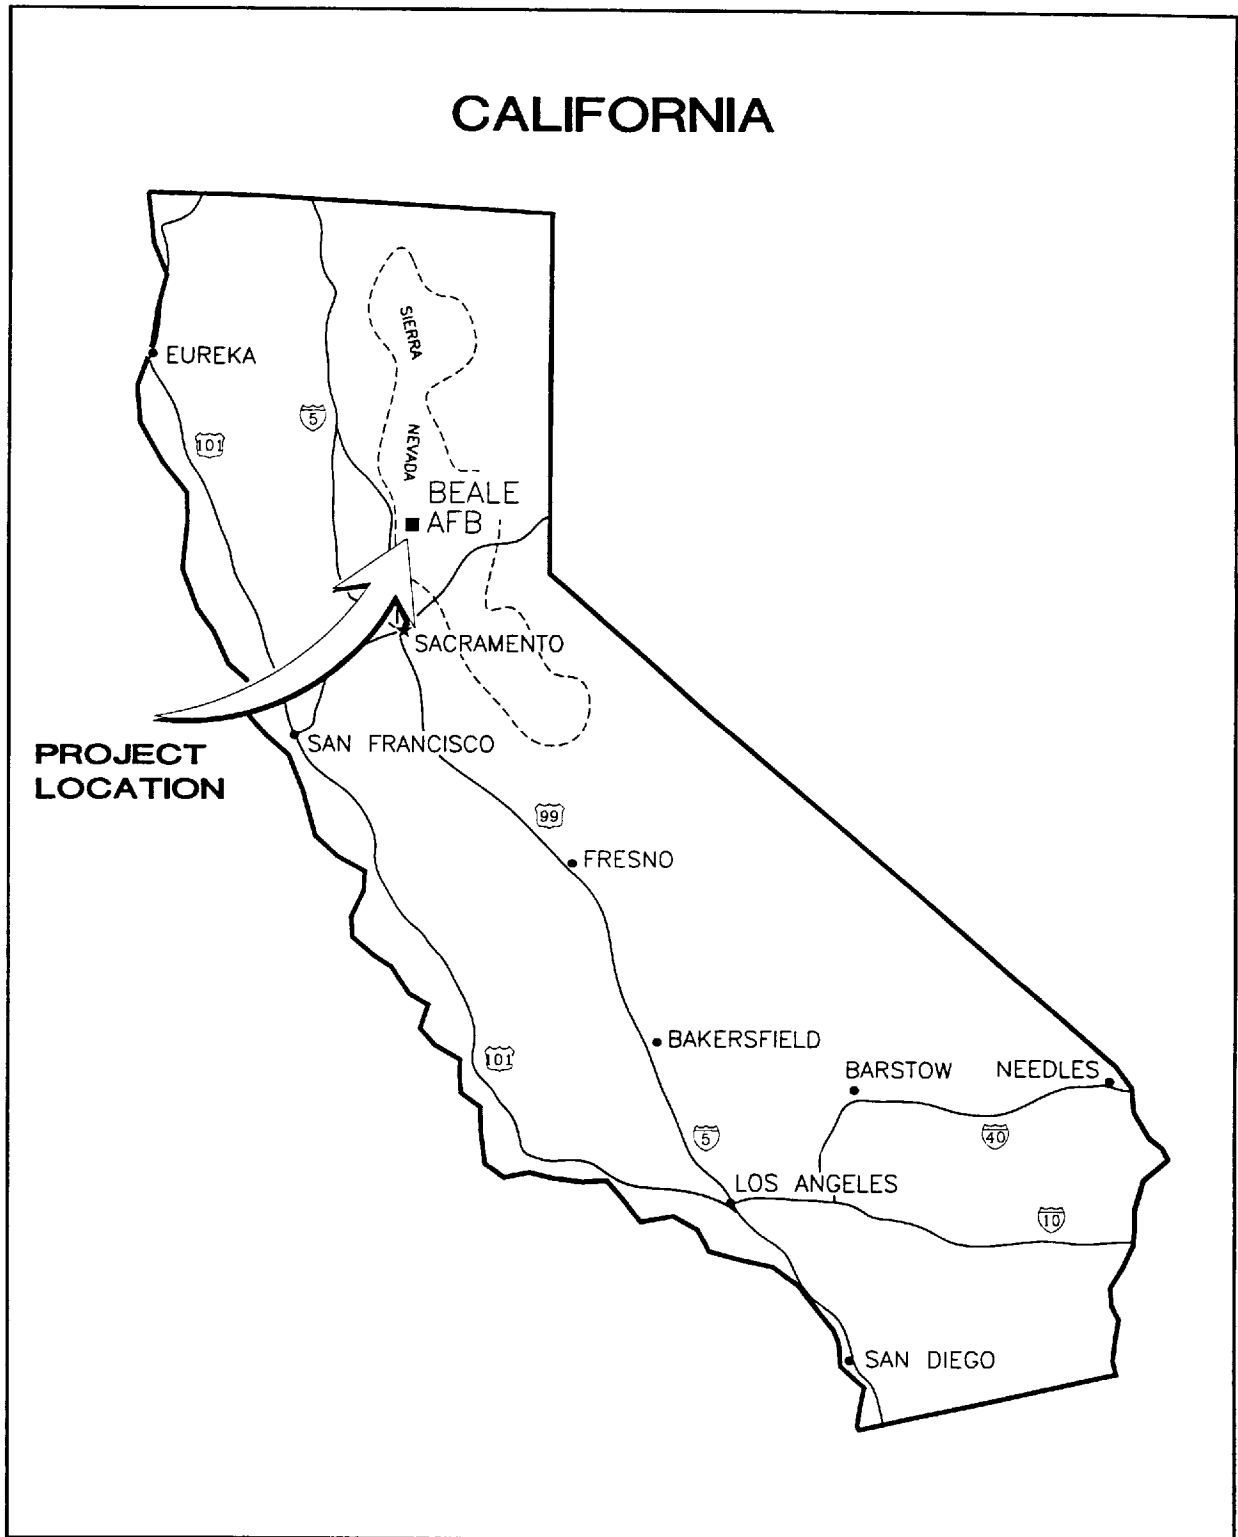 CALIFORNIA
SIERRA
EUREKA
5
101
NEVADA
BEALE
AFB
SACRAMENTO
PROJECT
LOCATION
SAN FRANCISCO
99
FRESNO
BAKERSFIELD
101
BARSTOW
NEEDLES
5
40
LOS ANGELES
10
SAN DIEGO